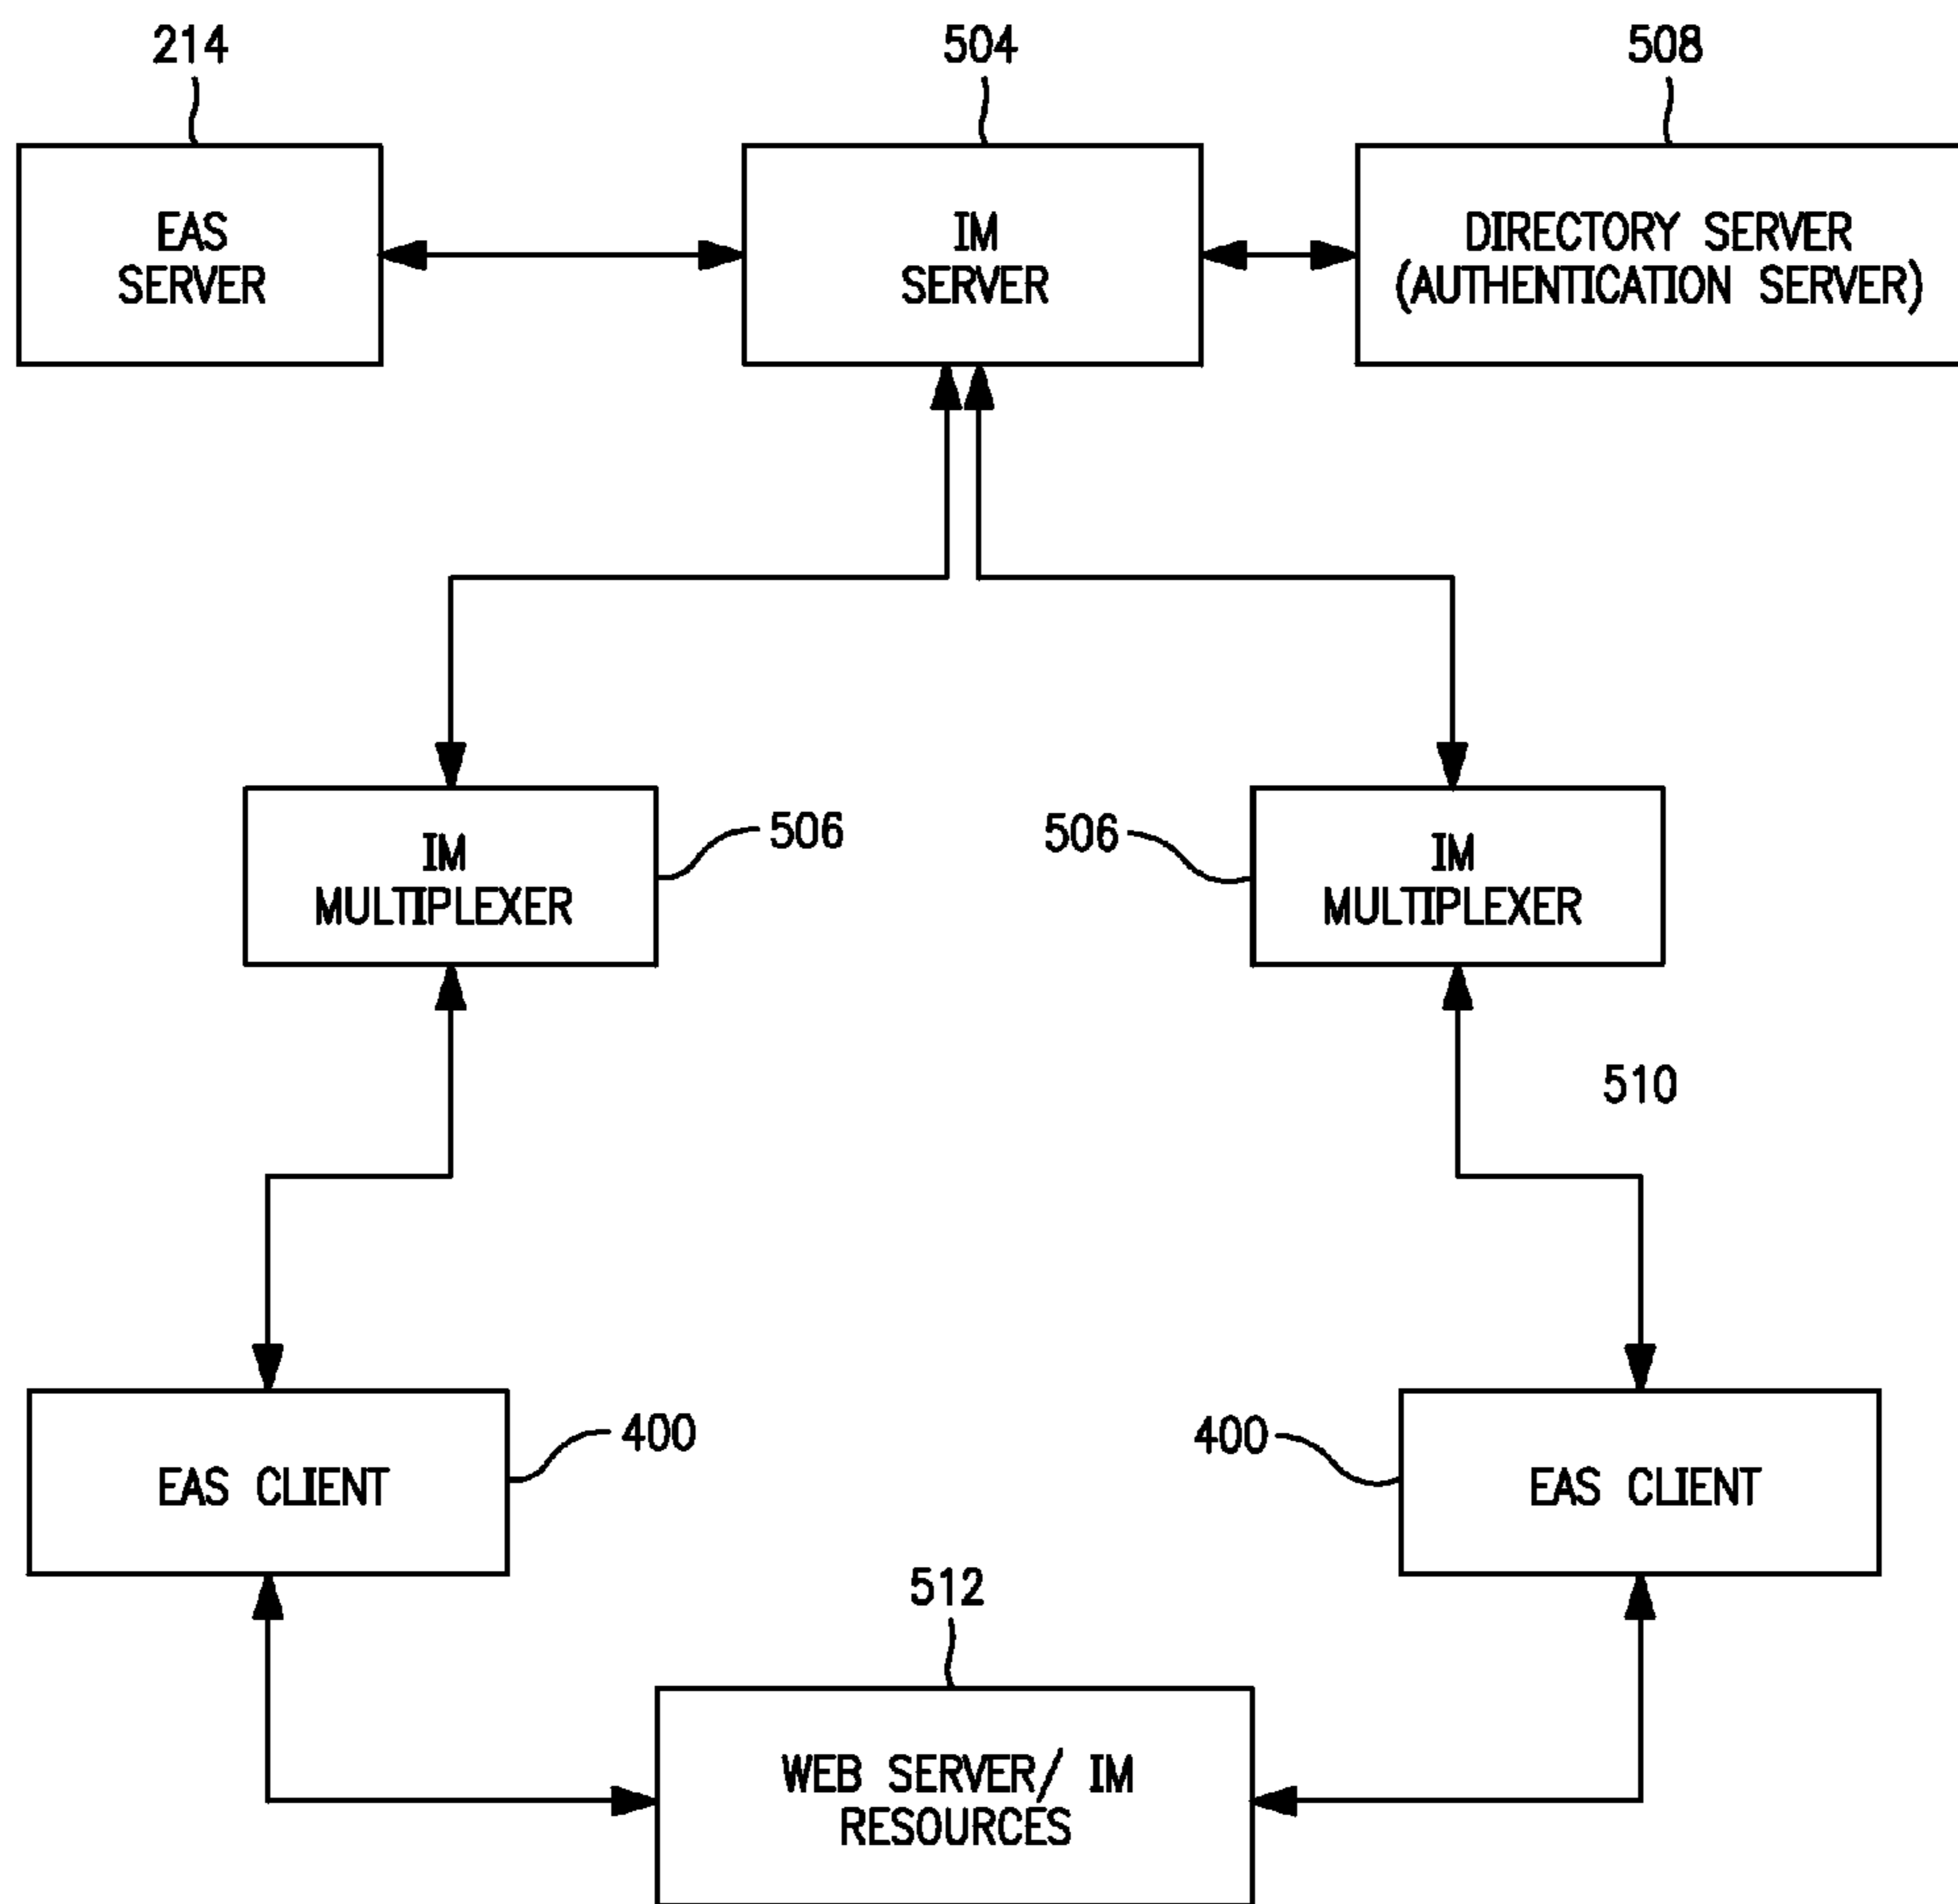 214
504
508
EAS
SERVER
IM
SERVER
DIRECTORY SERVER
(AUTHENTICATION SERVER)
IM
MULTIPLEXER
506
506
IM
MULTIPLEXER
510
EAS CLIENT
400
400
EAS CLIENT
512
WEB SERVER/ IM
RESOURCES